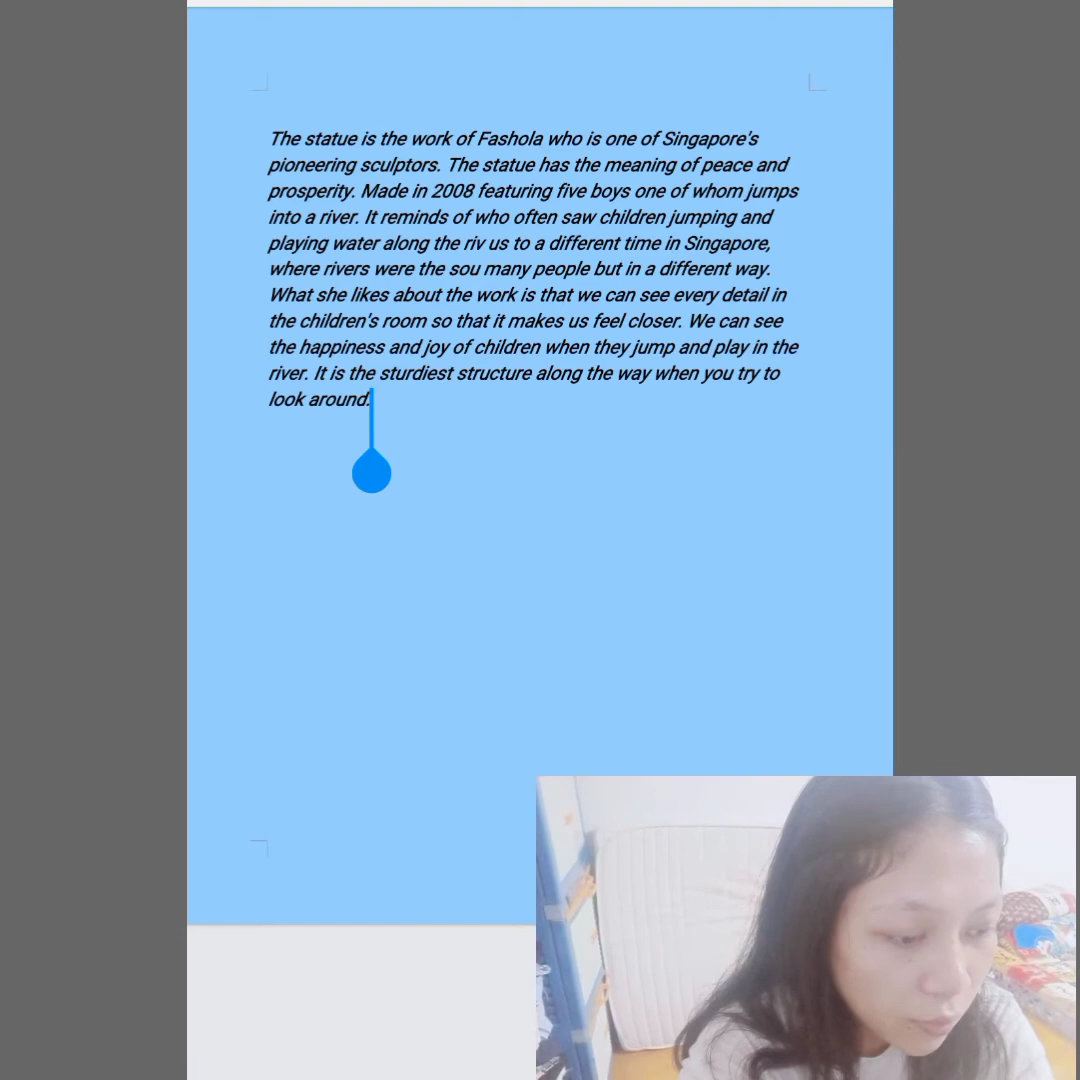 The statue is the work of Fashola who is one of Singapore's
pioneering sculptors. The statue has the meaning of peace and
prosperity. Made in 2008 featuring five boys one of whom jumps
into a river. It reminds of who often saw children jumping and
playing water along the riv us to a different time in Singapore,
where rivers were the sou many people but in a different way.
What she likes about the work is that we can see every detail in
the children's room so that it makes us feel closer. We can see
the happiness and joy of children when they jump and play in the
river. It is the sturdiest structure along the way when you try to
look around.